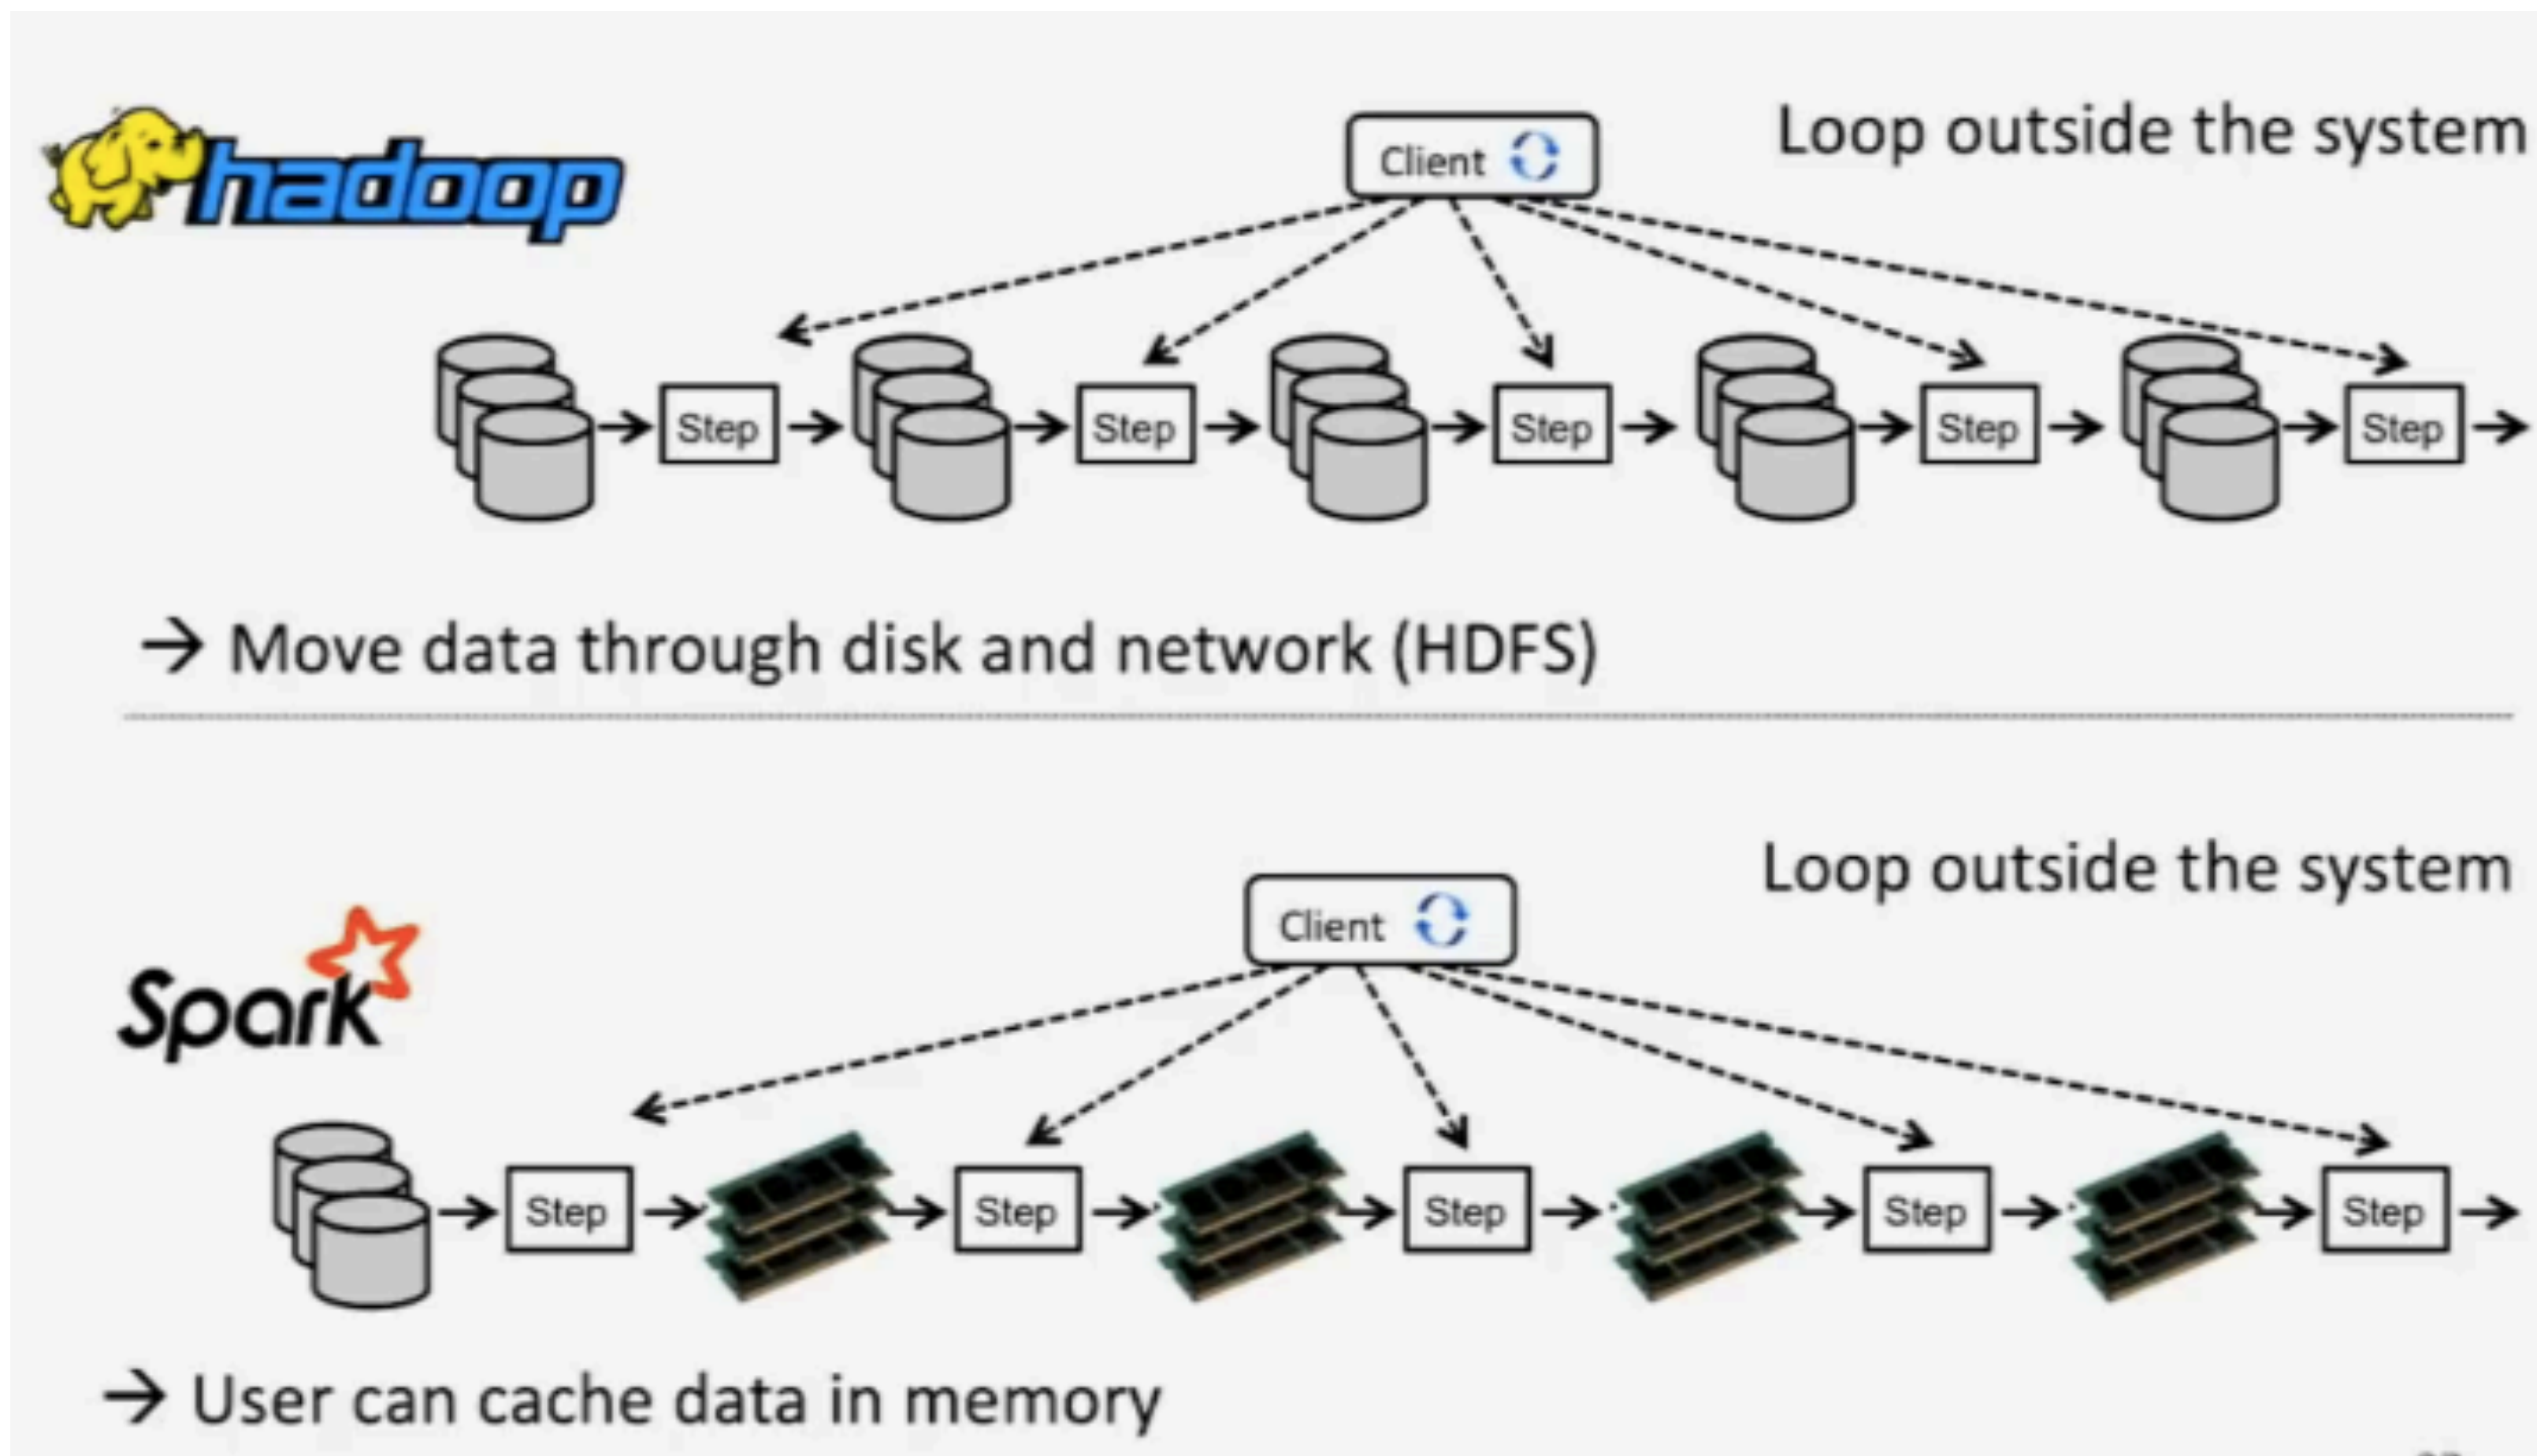 hadoop
Client
Loop outside the system
Step
Step
Step
Step
Step
→ Move data through disk and network (HDFS)
Loop outside the system
Client
Spark
Step
Step
Step
Step
Step
→ User can cache data in memory